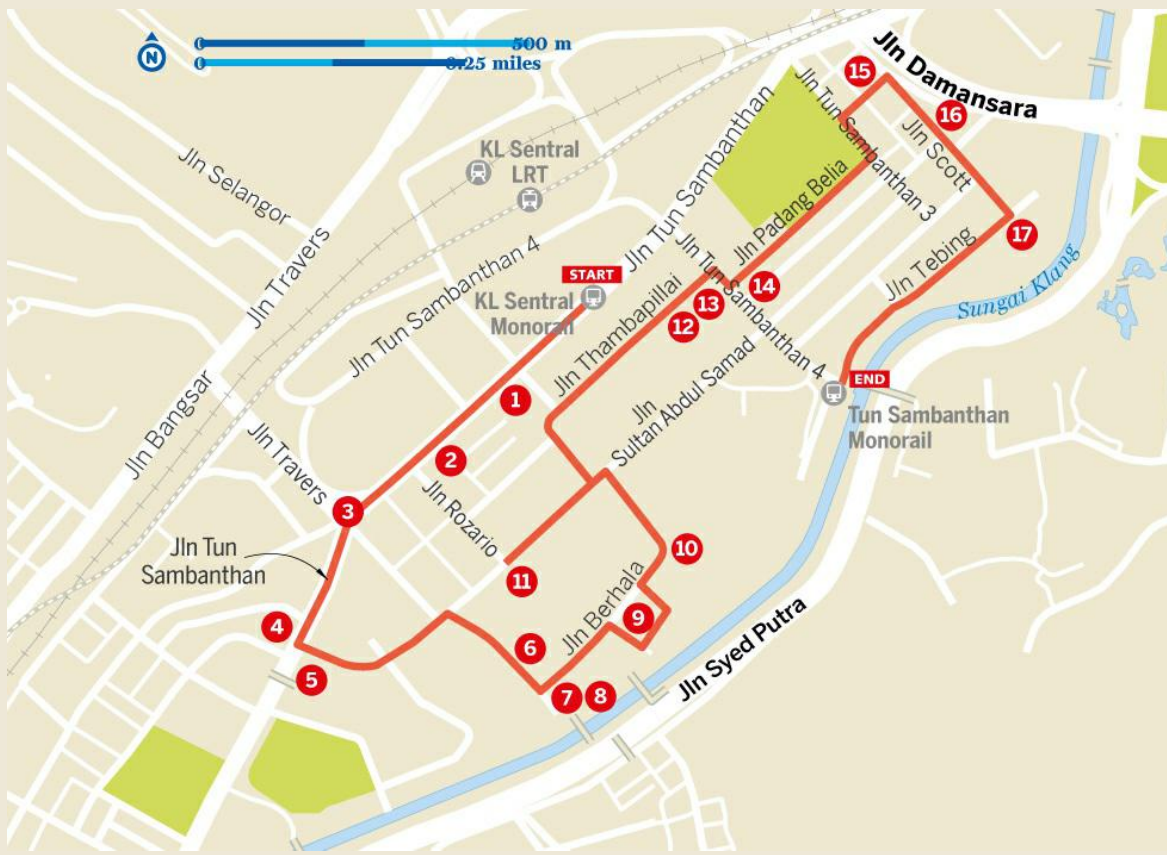 N
0
500 m
0
0.25 miles
Jln Damansara
15
Jln Tun Sambanthan 3
16
Jln Scott
Jln Tun Sambanthan
KL Sentral
LRT
Jln Selangor
Jln Padang Belia
17
Jln Travers
Jln Tun Sambanthan 4
START
KL Sentral
Monorail
Jln Tun Sambanthan 4
14
13
12
Jln Tebing
Sungai Klang
Jln Thambapillai
END
Tun Sambanthan
Monorail
Jln
Sultan Abdul Samad
1
Jln Bangsar
Jln Travers
2
Jln Rozario
3
Jln Tun
Sambanthan
10
11
Jln Berhala
9
4
5
6
7
8
Jln Syed Putra